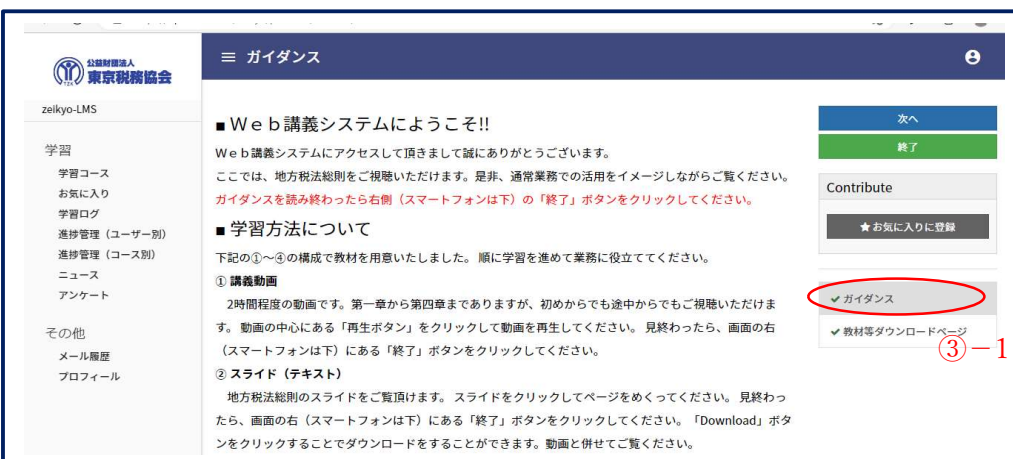 公益財団法人
東京税務協会
TZK
≡ ガイダンス
zeikyo-LMS
学習
学習コース
お気に入り
学習ログ
進捗管理（ユーザー別）
進捗管理（コース別）
ニュース
アンケート
その他
メール履歴
プロフィール
■Ｗｅｂ講義システムにようこそ!!
Ｗｅｂ講義システムにアクセスして頂きまして誠にありがとうございます。
ここでは、地方税法総則をご視聴いただけます。是非、通常業務での活用をイメージしながらご覧ください。
ガイダンスを読み終わったら右側（スマートフォンは下）の「終了」ボタンをクリックしてください。
■学習方法について
下記の①～④の構成で教材を用意いたしました。 順に学習を進めて業務に役立ててください。
① 講義動画
2時間程度の動画です。第一章から第四章までありますが、初めからでも途中からでもご視聴いただけま
す。 動画の中心にある「再生ボタン」をクリックして動画を再生してください。 見終わったら、画面の右
（スマートフォンは下）にある「終了」ボタンをクリックしてください。
② スライド（テキスト）
地方税法総則のスライドをご覧頂けます。 スライドをクリックしてページをめくってください。 見終わっ
たら、画面の右（スマートフォンは下）にある「終了」ボタンをクリックしてください。「Download」ボタ
ンをクリックすることでダウンロードをすることができます。動画と併せてご覧ください。
次へ
終了
Contribute
★お気に入りに登録
✔ガイダンス
✔教材等ダウンロードページ
③－1